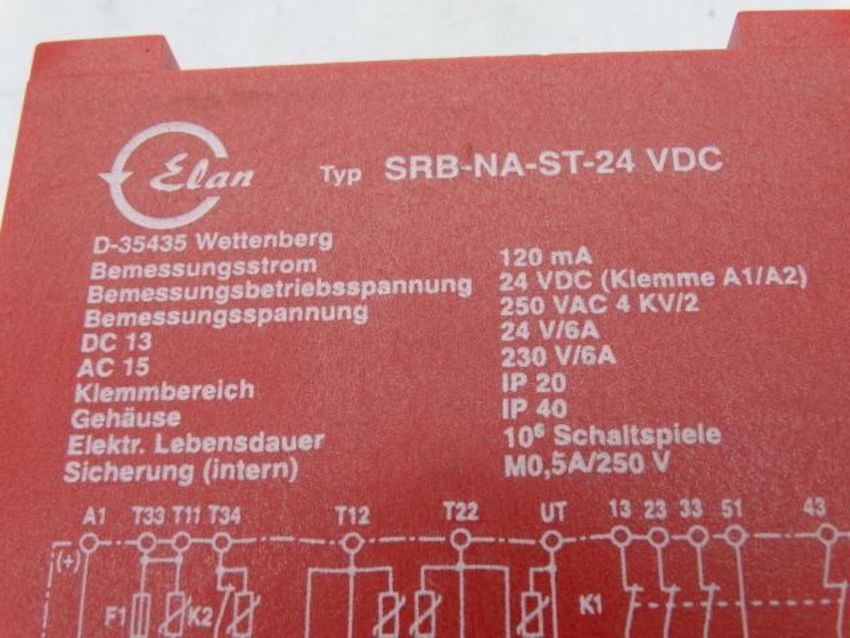 Elan Typ SRB-NA-ST-24 VDC
D-35435 Wettenberg
Bemessungsstrom 120 mA
Bemessungsbetriebsspannung 24 VDC (Klemme A1/A2)
Bemessungsspannung 250 VAC 4 KV/2
DC 13 24 V/6A
AC 15 230 V/6A
Klemmbereich IP 20
Gehäuse IP 40
Elektr. Lebensdauer 10⁶ Schaltspiele
Sicherung (intern) M0,5A/250 V
A1 T33 T11 T34 T12 T22 UT 13 23 33 51 43
(+)
F1 K2 K1